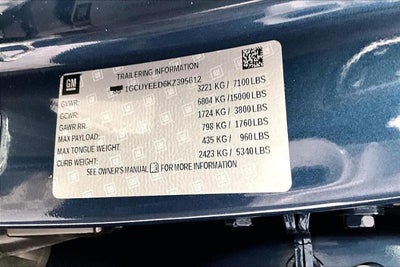 GM
TRAILERING INFORMATION
1GCUYEED6KZ395612
GVWR: 3221 KG / 7100 LBS
GCWR: 6804 KG /15000 LBS
GAWR RR: 1724 KG / 3800 LBS
MAX PAYLOAD: 798 KG / 1760 LBS
MAX TONGUE WEIGHT: 435 KG / 960 LBS
CURB WEIGHT: 2423 KG / 5340 LBS
SEE OWNER'S MANUAL FOR MORE INFORMATION